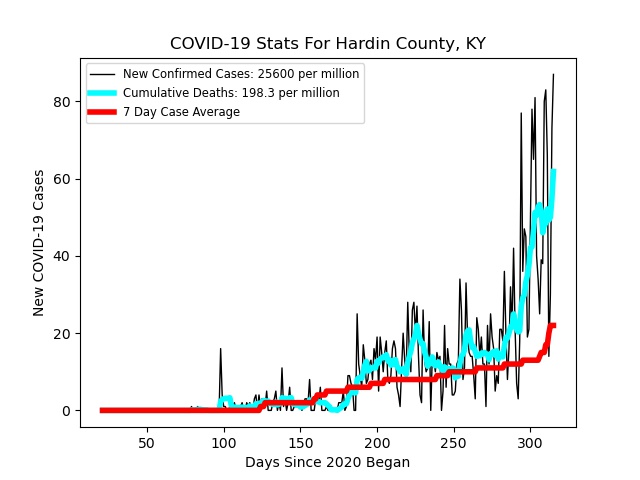 COVID-19 Stats For Hardin County, KY
New Confirmed Cases: 25600 per million
Cumulative Deaths: 198.3 per million
7 Day Case Average
New COVID-19 Cases
80
60
40
20
0
50 100 150 200 250 300
Days Since 2020 Began